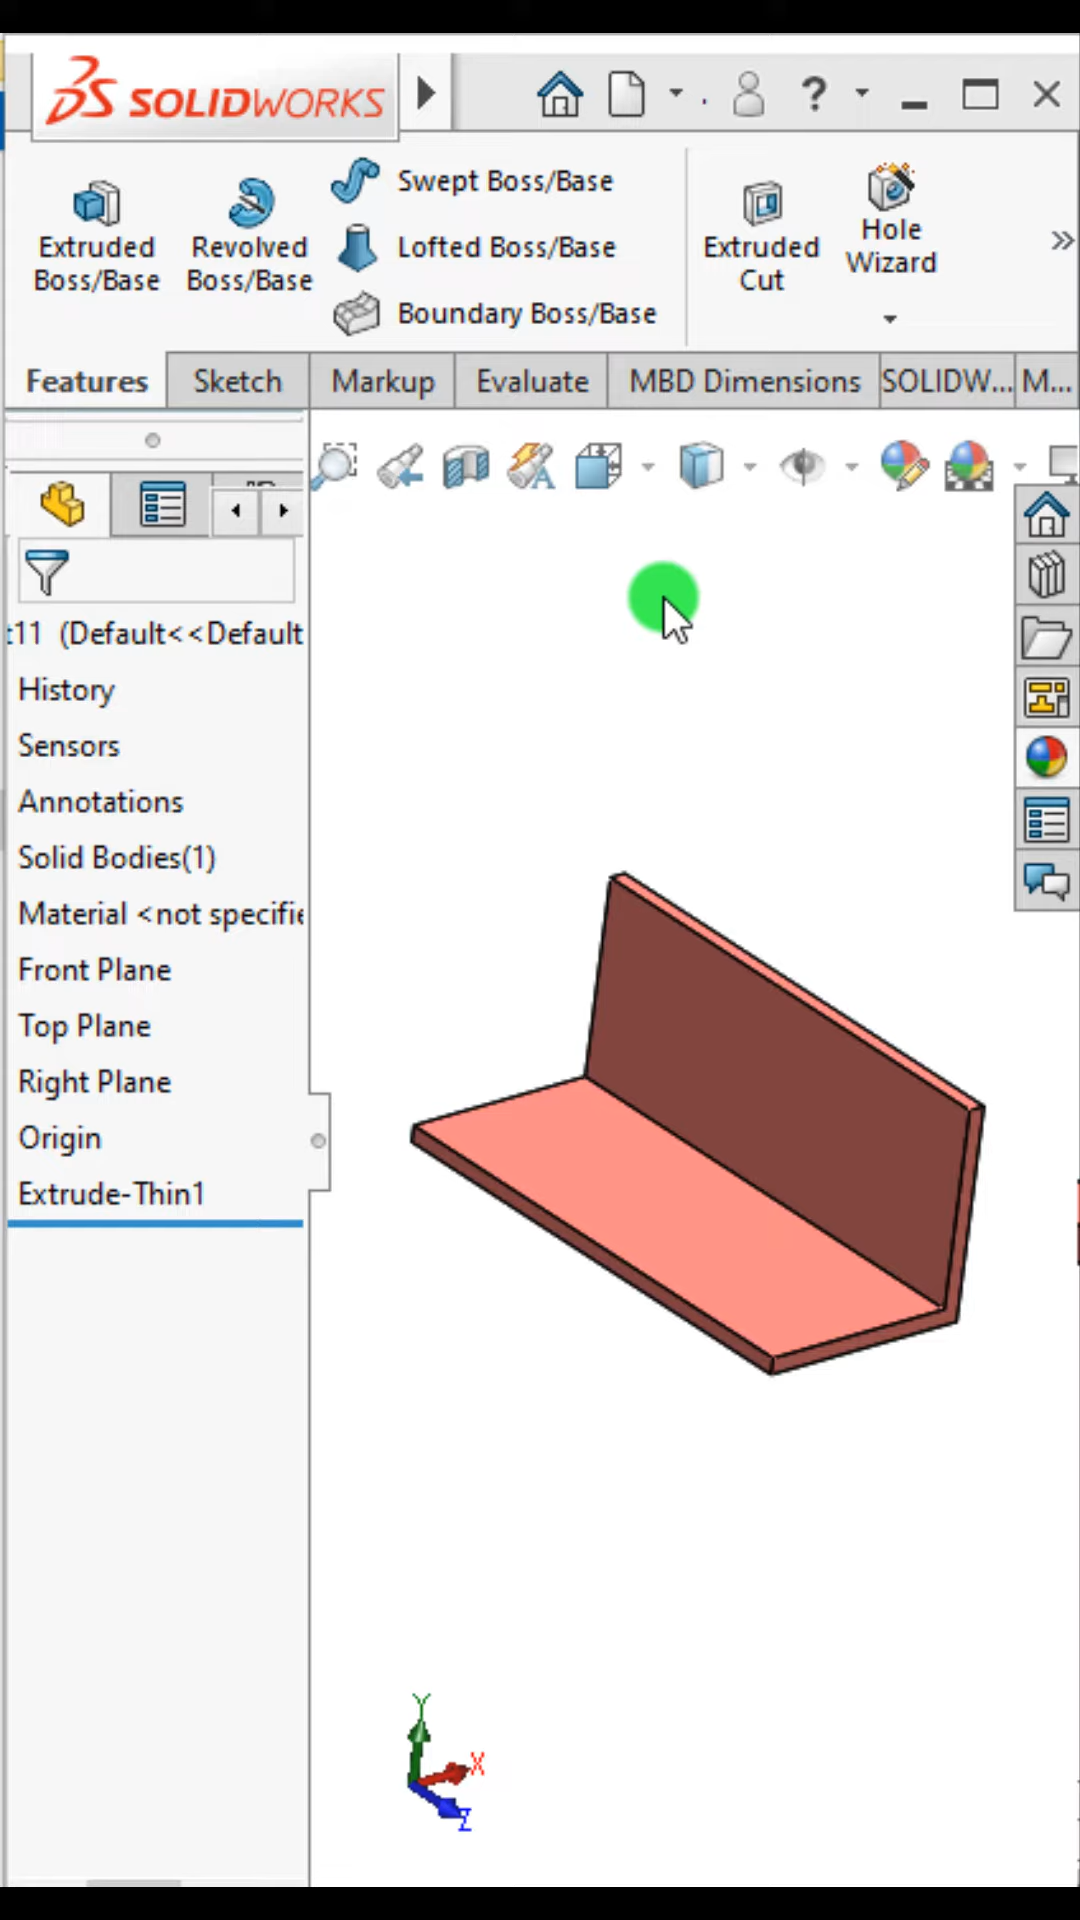 SOLIDWORKS
Swept Boss/Base
Extruded Boss/Base
Revolved Boss/Base
Lofted Boss/Base
Boundary Boss/Base
Extruded Cut
Hole Wizard
Features Sketch Markup Evaluate MBD Dimensions SOLIDW... M...
t11 (Default<<Default
History
Sensors
Annotations
Solid Bodies(1)
Material <not specifie
Front Plane
Top Plane
Right Plane
Origin
Extrude-Thin1
Y
X
Z